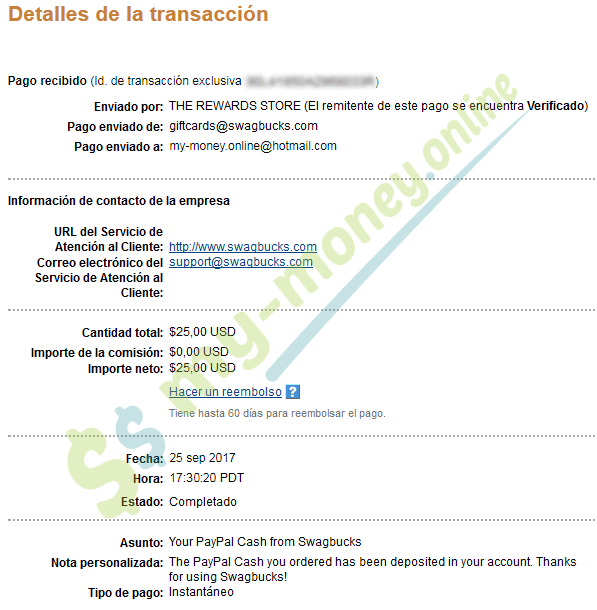 Detalles de la transacción
Pago recibido (Id. de transacción exclusiva )
Enviado por: THE REWARDS STORE (El remitente de este pago se encuentra Verificado)
Pago enviado de: giftcards@swagbucks.com
Pago enviado a: my-money.online@hotmail.com
Información de contacto de la empresa
URL del Servicio de
Atención al Cliente: http://www.swagbucks.com
Correo electrónico del support@swagbucks.com
Servicio de Atención al
Cliente:
Cantidad total: $25,00 USD
Importe de la comisión: $0,00 USD
Importe neto: $25,00 USD
Hacer un reembolso ?
Tiene hasta 60 días para reembolsar el pago.
Fecha: 25 sep 2017
Hora: 17:30:20 PDT
Estado: Completado
Asunto: Your PayPal Cash from Swagbucks
Nota personalizada: The PayPal Cash you ordered has been deposited in your account. Thanks
for using Swagbucks!
Tipo de pago: Instantáneo
$$ my-money.online